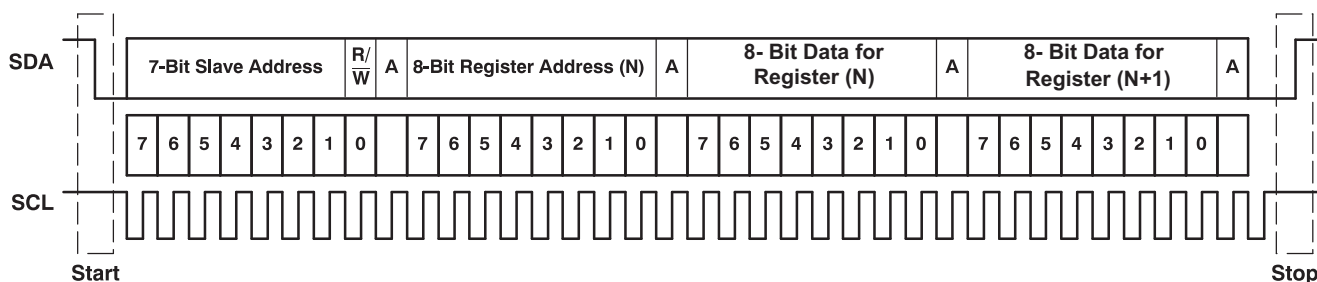 SDA
7-Bit Slave Address
R/
W
A
8-Bit Register Address (N)
A
8- Bit Data for
Register (N)
A
8- Bit Data for
Register (N+1)
A
7 6 5 4 3 2 1 0 7 6 5 4 3 2 1 0 7 6 5 4 3 2 1 0 7 6 5 4 3 2 1 0
SCL
Start
Stop